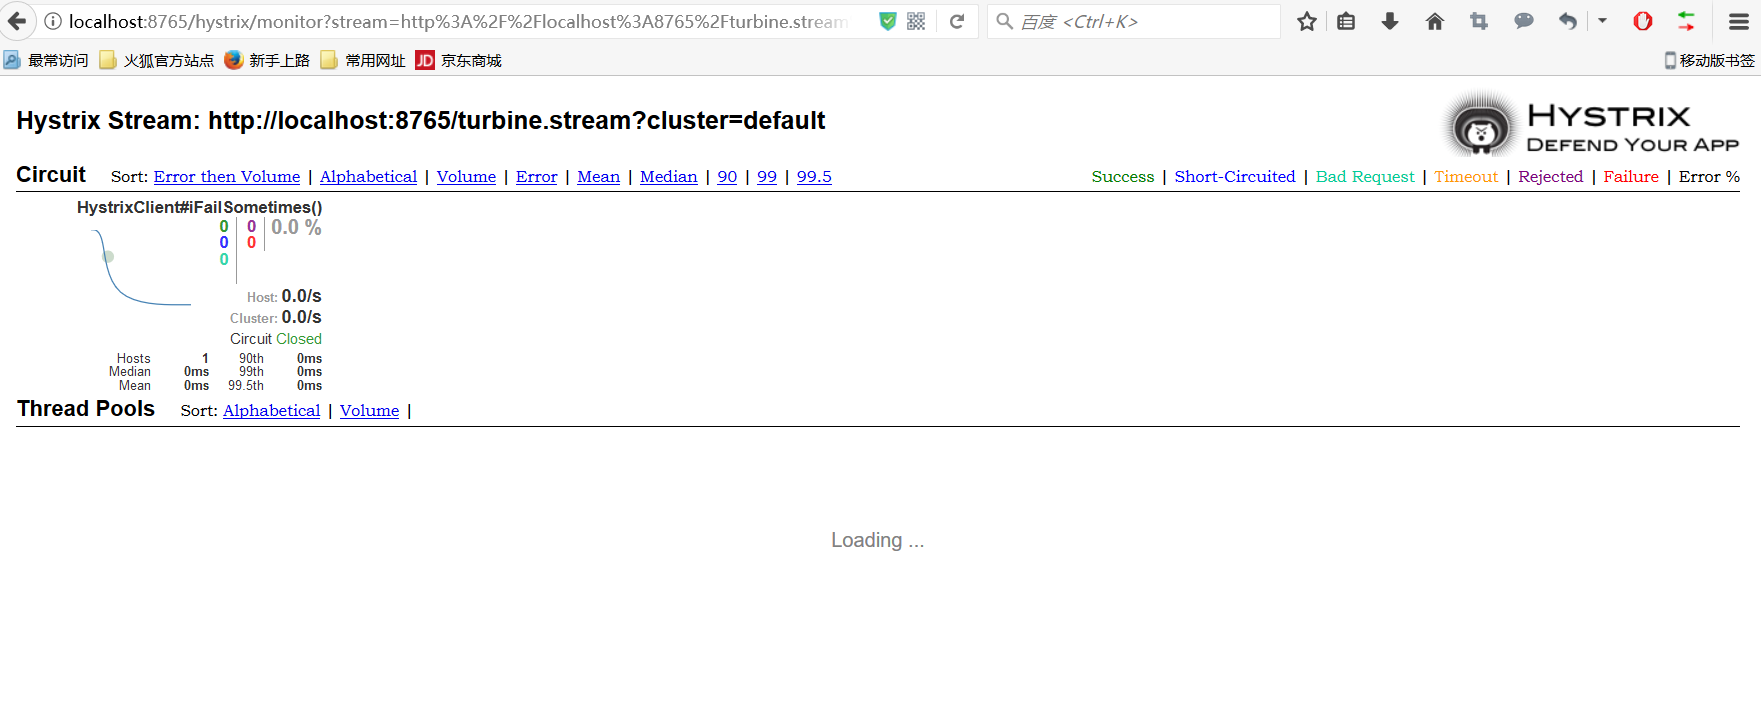 localhost:8765/hystrix/monitor?stream=http%3A%2F%2Flocalhost%3A8765%2Fturbine.stream
百度 <Ctrl+K>
最常访问 火狐官方站点 新手上路 常用网址 JD 京东商城 移动版书签
Hystrix Stream: http://localhost:8765/turbine.stream?cluster=default
HYSTRIX
DEFEND YOUR APP
Circuit Sort: Error then Volume | Alphabetical | Volume | Error | Mean | Median | 90 | 99 | 99.5
Success | Short-Circuited | Bad Request | Timeout | Rejected | Failure | Error %
HystrixClient#iFailSometimes()
0 0 0.0 %
0 0
0
Host: 0.0/s
Cluster: 0.0/s
Circuit Closed
Hosts 1 90th 0ms
Median 0ms 99th 0ms
Mean 0ms 99.5th 0ms
Thread Pools Sort: Alphabetical | Volume |
Loading ...